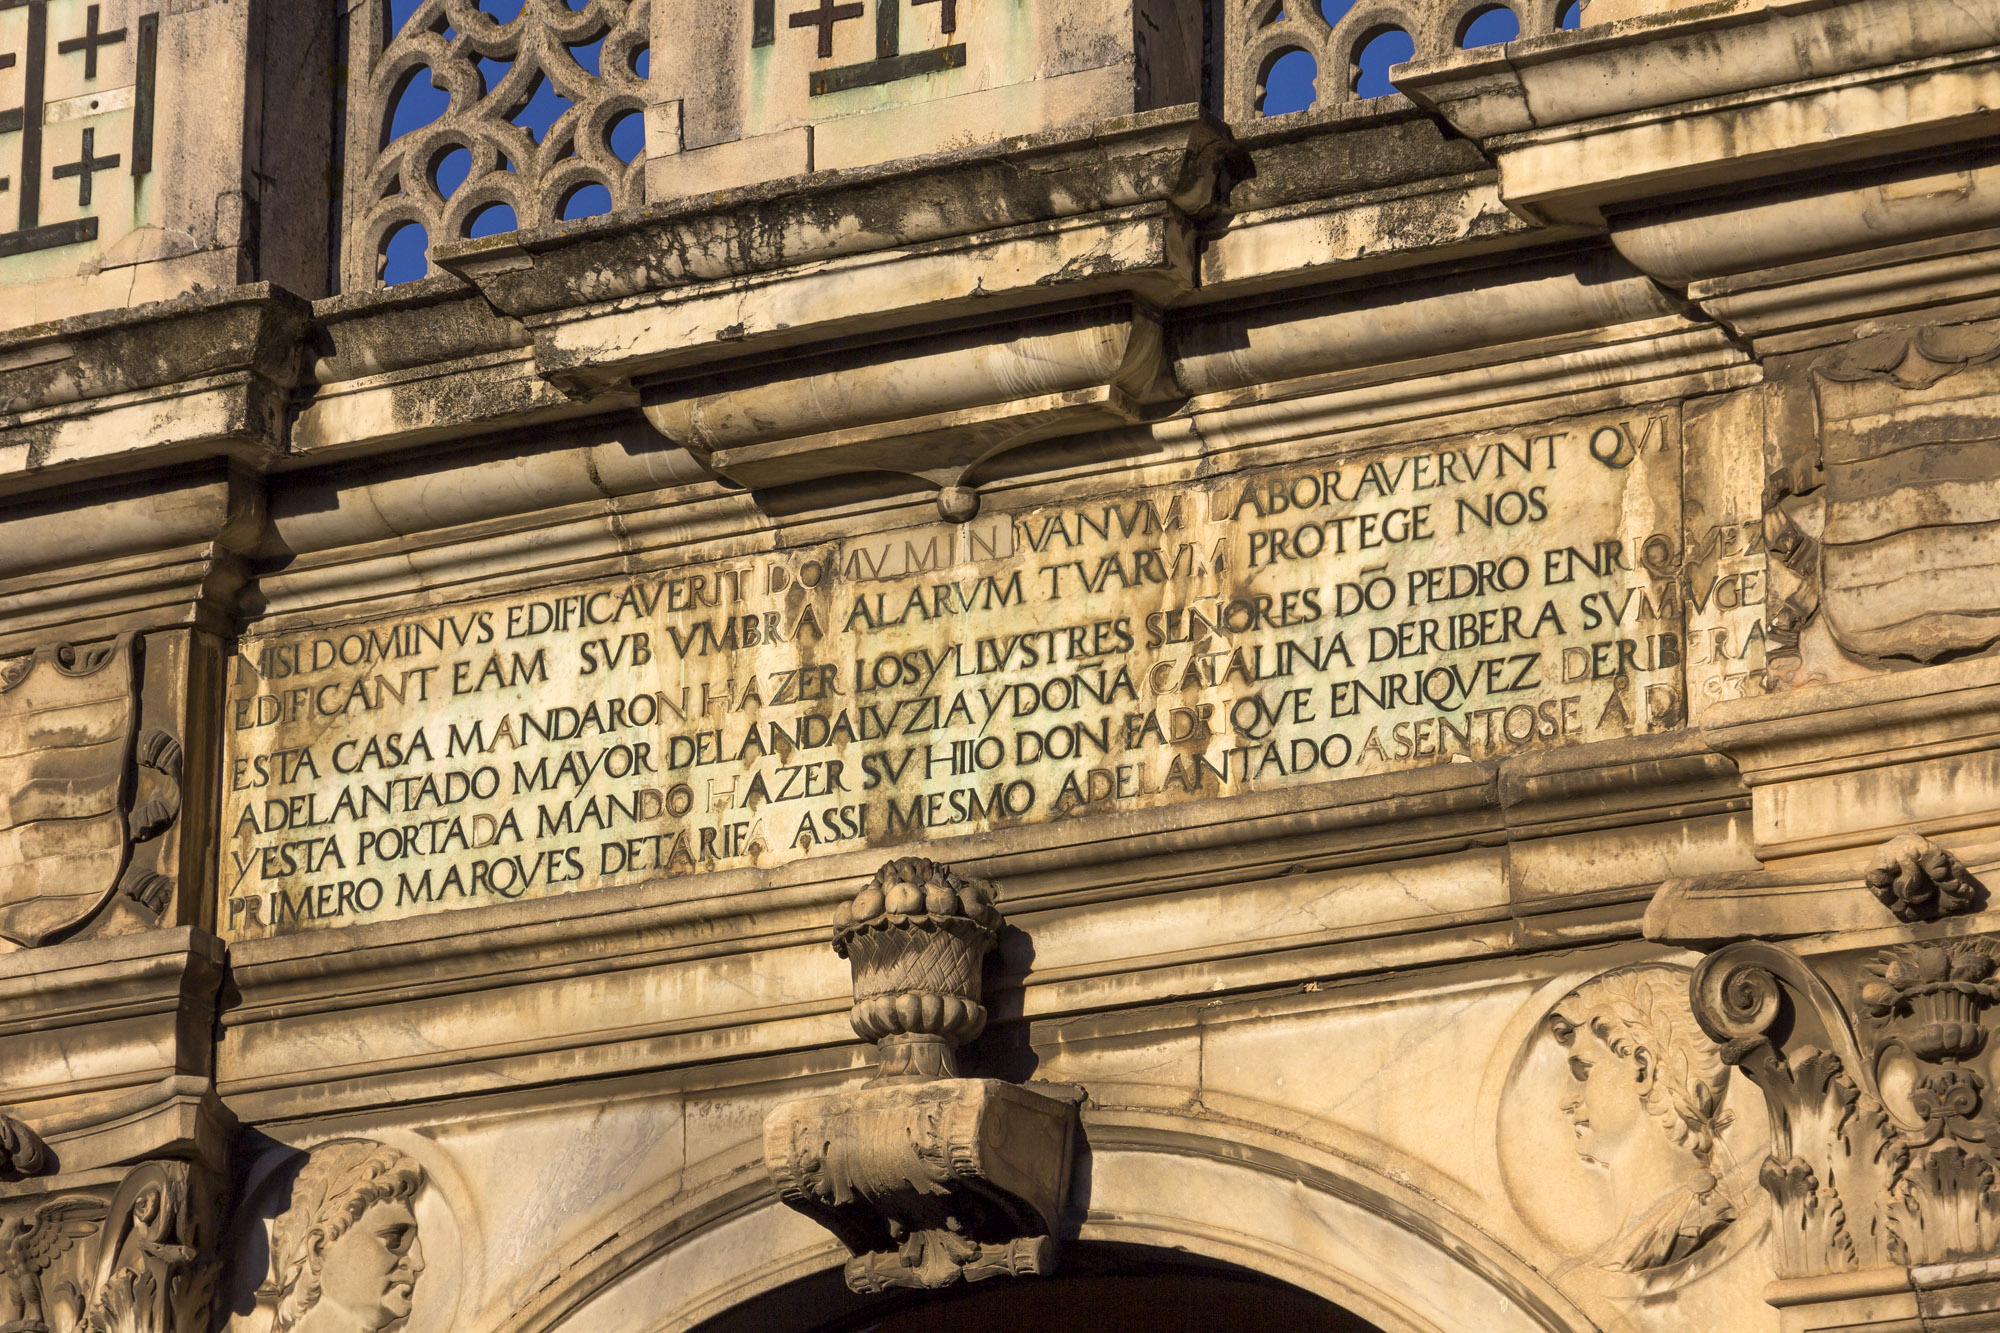 NISI DOMINVS EDIFICAVERIT DOMVM IN VANVM LABORAVERVNT QVI
EDIFICANT EAM SVB VMBRA ALARVM TVARVM PROTEGE NOS
ESTA CASA MANDARON HAZER LOS YLLVSTRES SEÑORES DÕ PEDRO ENRIQVEZ
ADELANTADO MAYOR DEL ANDALVZIA Y DOÑA CATALINA DE RIBERA SV MVGER
Y ESTA PORTADA MANDO HAZER SV HIIO DON FADRIQVE ENRIQVEZ DE RIBERA
PRIMERO MARQVES DE TARIFA ASSI MESMO ADELANTADO ASENTOSE A D 1533